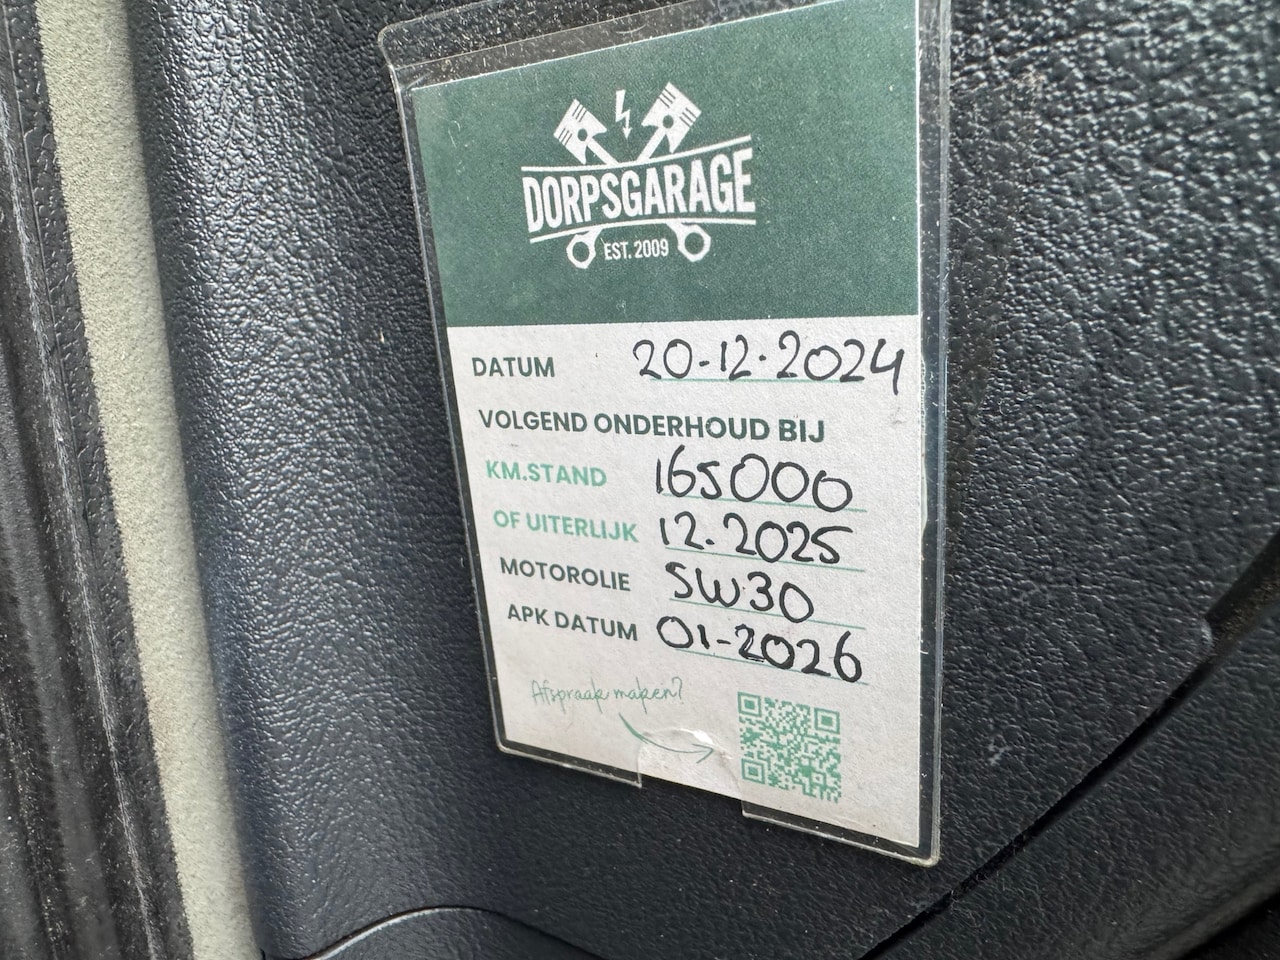 DORPSGARAGE
EST. 2009
DATUM 20-12-2024
VOLGEND ONDERHOUD BIJ
KM.STAND 165000
OF UITERLIJK 12.2025
MOTOROLIE 5W30
APK DATUM 01-2026
Afspraak maken?